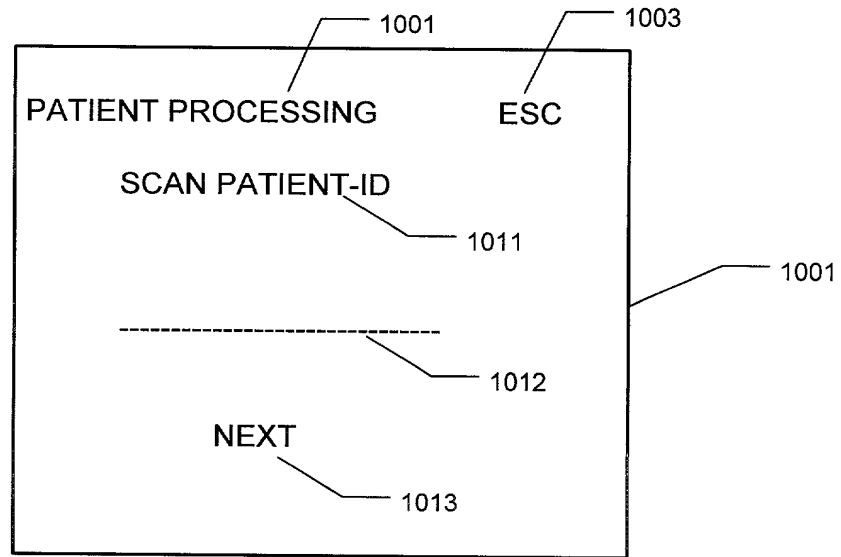 1001
1003
PATIENT PROCESSING ESC
SCAN PATIENT-ID
1011
1001
1012
NEXT
1013